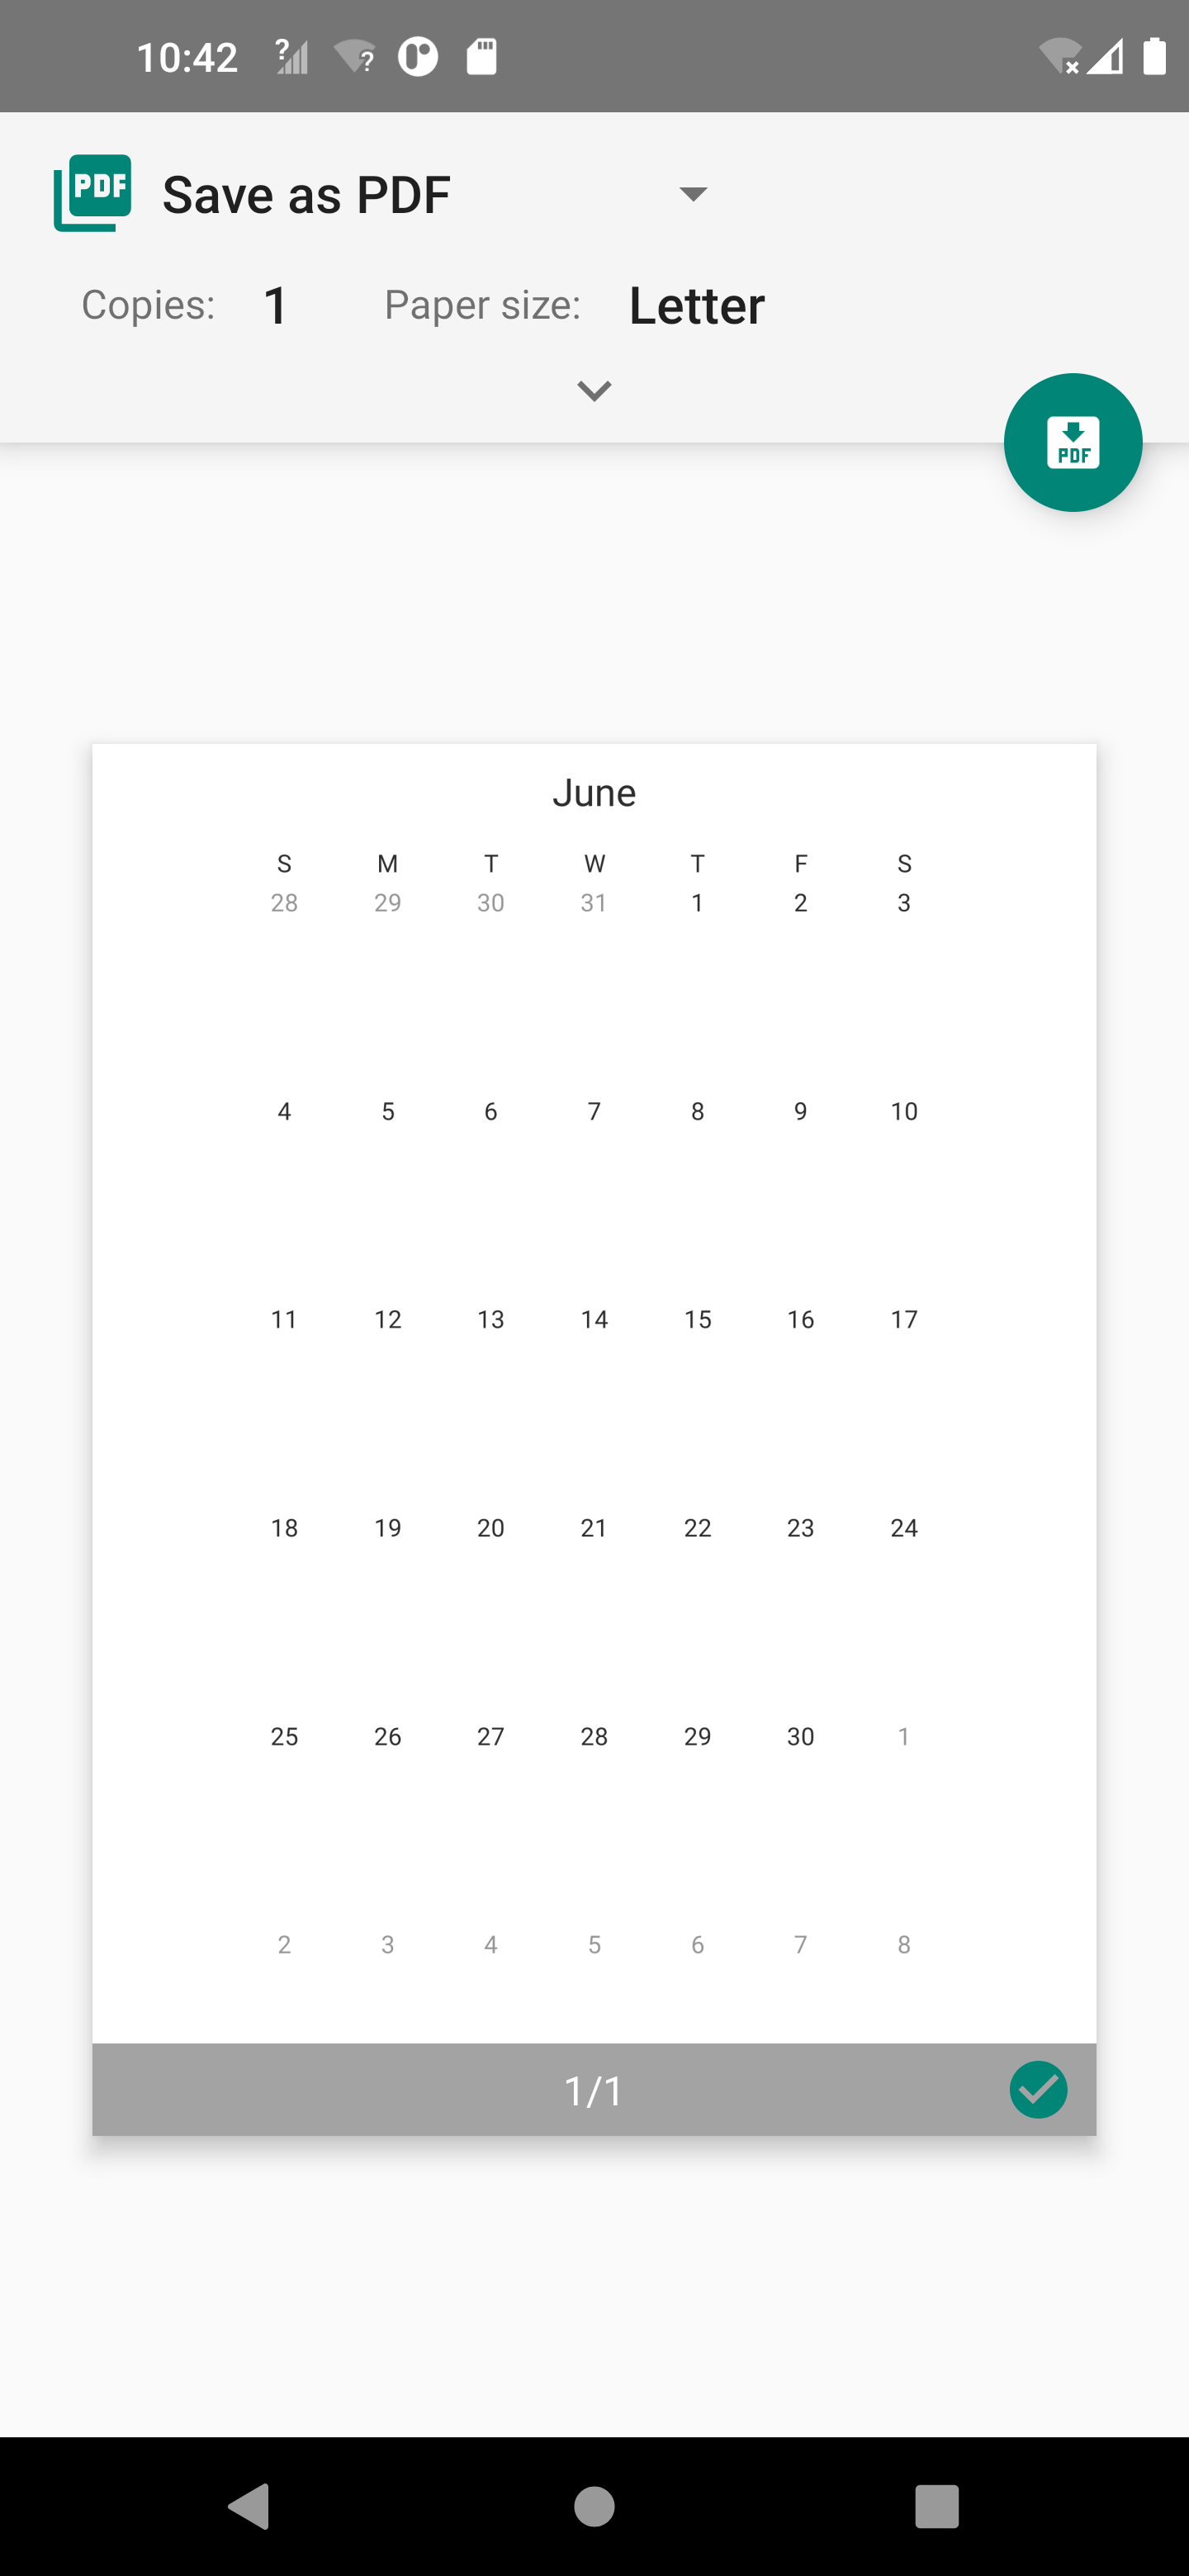 10:42
PDF Save as PDF
Copies: 1 Paper size: Letter
PDF
June
S M T W T F S
28 29 30 31 1 2 3
4 5 6 7 8 9 10
11 12 13 14 15 16 17
18 19 20 21 22 23 24
25 26 27 28 29 30 1
2 3 4 5 6 7 8
1/1